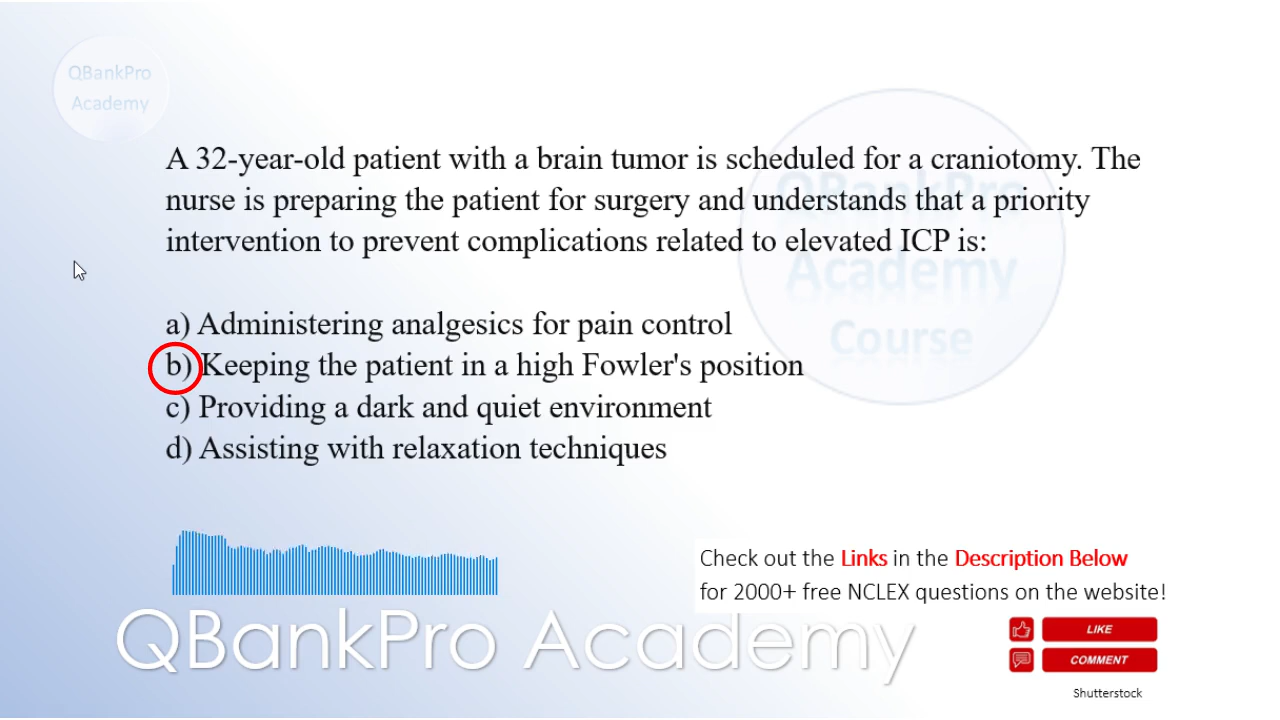 QBankPro
Academy
A 32-year-old patient with a brain tumor is scheduled for a craniotomy. The
nurse is preparing the patient for surgery and understands that a priority
intervention to prevent complications related to elevated ICP is:
a) Administering analgesics for pain control
b) Keeping the patient in a high Fowler's position
c) Providing a dark and quiet environment
d) Assisting with relaxation techniques
QBankPro
Academy
Course
Check out the Links in the Description Below
for 2000+ free NCLEX questions on the website!
QBankPro Academy
LIKE
COMMENT
Shutterstock